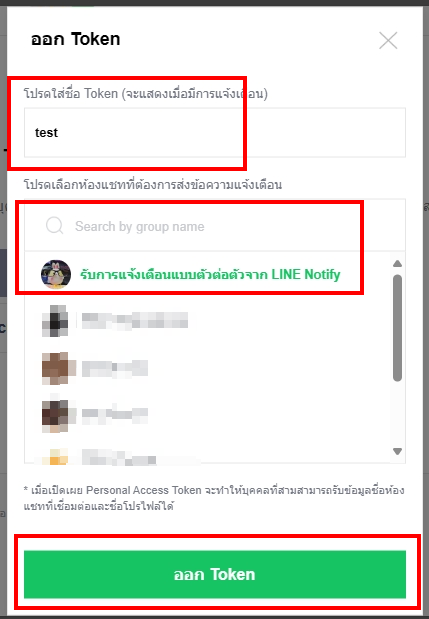 ออก Token
โปรดใส่ชื่อ Token (จะแสดงเมื่อมีการแจ้งเตือน)
test
โปรดเลือกห้องแชทที่ต้องการส่งข้อความแจ้งเตือน
Search by group name
รับการแจ้งเตือนแบบตัวต่อตัวจาก LINE Notify
* เมื่อเปิดเผย Personal Access Token จะทำให้บุคคลที่สามสามารถรับข้อมูลชื่อห้อง
แชทที่เชื่อมต่อและชื่อโปรไฟล์ได้
ออก Token